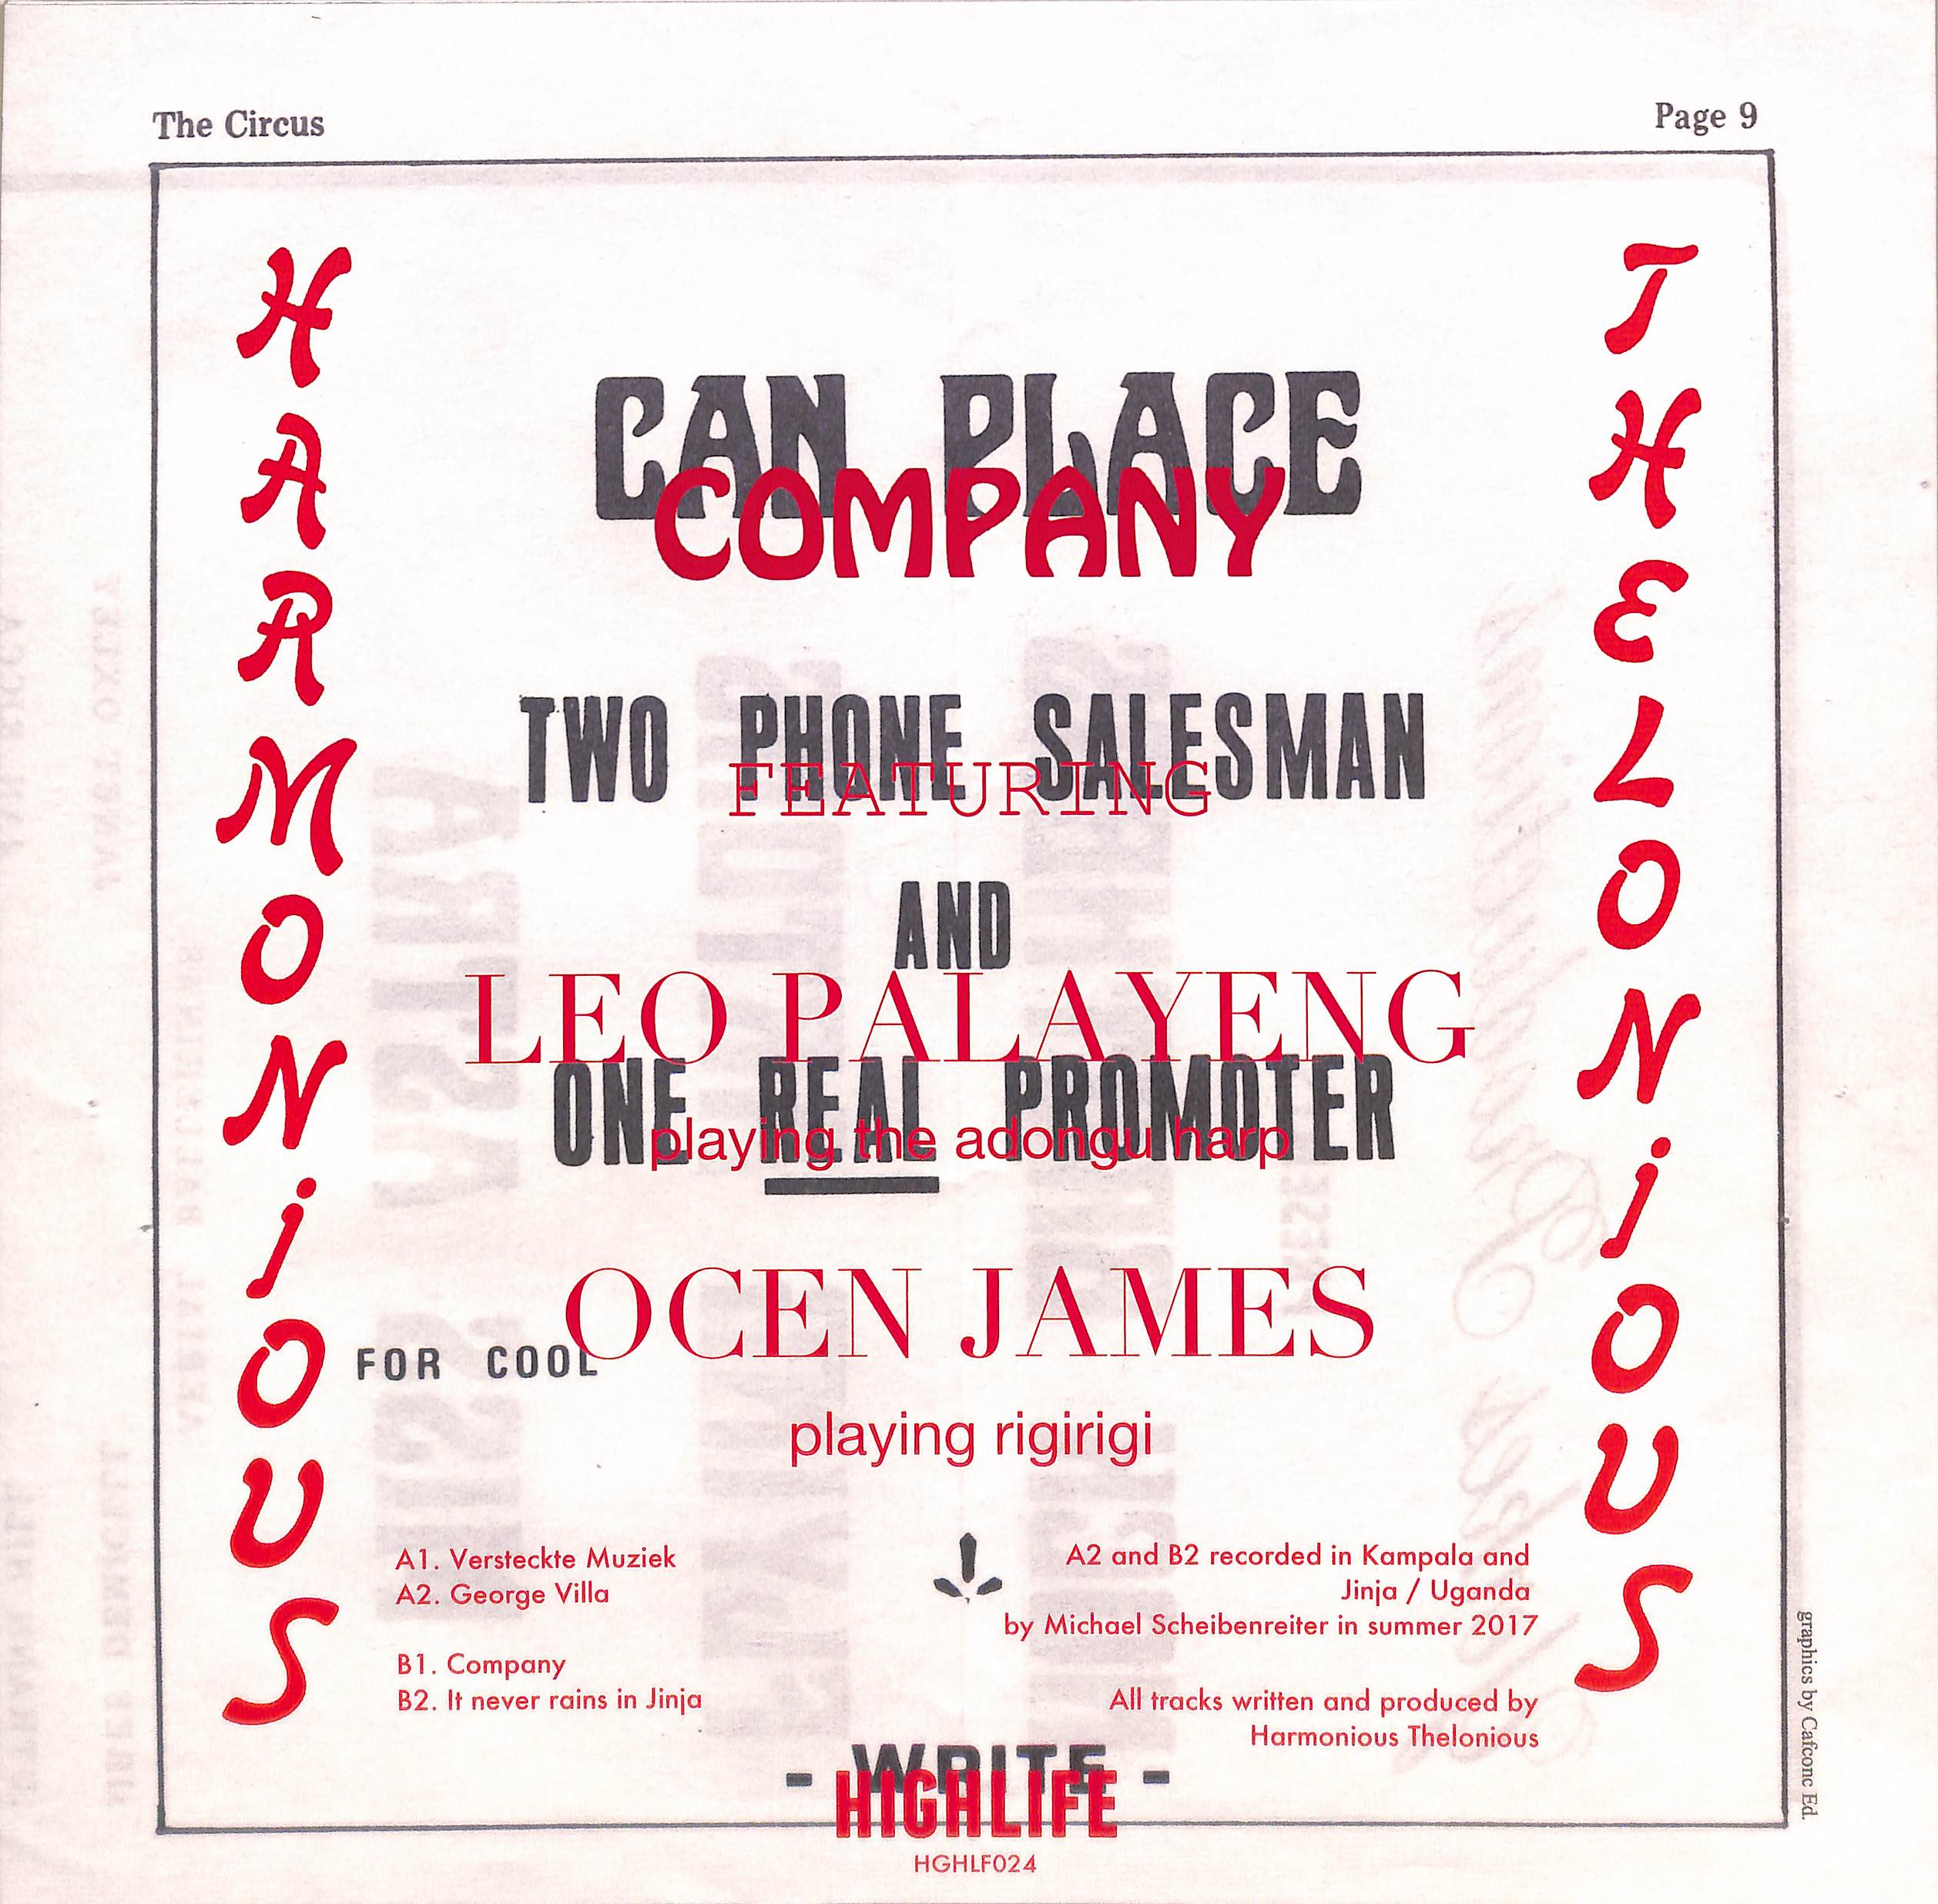 The Circus
Page 9
HARMONiOUS
THELONiOUS
CAN PLACE
COMPANY
TWO PHONE SALESMAN
FEATURING
AND
LEO PALAYENG
ONE REAL PROMOTER
playing the adongu harp
OCEN JAMES
FOR COOL
playing rigirigi
A1. Versteckte Muziek
A2. George Villa
B1. Company
B2. It never rains in Jinja
A2 and B2 recorded in Kampala and
Jinja / Uganda
by Michael Scheibenreiter in summer 2017
All tracks written and produced by
Harmonious Thelonious
- WRITE -
HIGHLIFE
HGHLF024
graphics by Cafconc Ed.